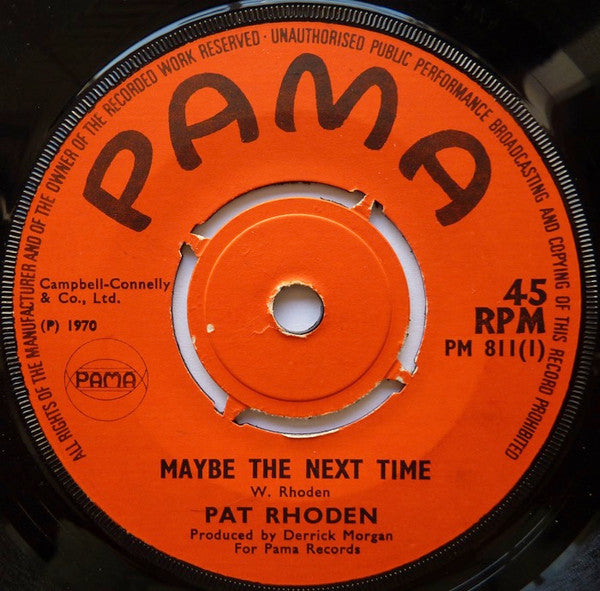 ALL RIGHTS OF THE MANUFACTURER AND OF THE OWNER OF THE RECORDED WORK RESERVED · UNAUTHORISED PUBLIC PERFORMANCE BROADCASTING AND COPYING OF THIS RECORD PROHIBITED
PAMA
Campbell-Connelly
& Co., Ltd.
(P) 1970
PAMA
45
RPM
PM 811(1)
MAYBE THE NEXT TIME
W. Rhoden
PAT RHODEN
Produced by Derrick Morgan
For Pama Records